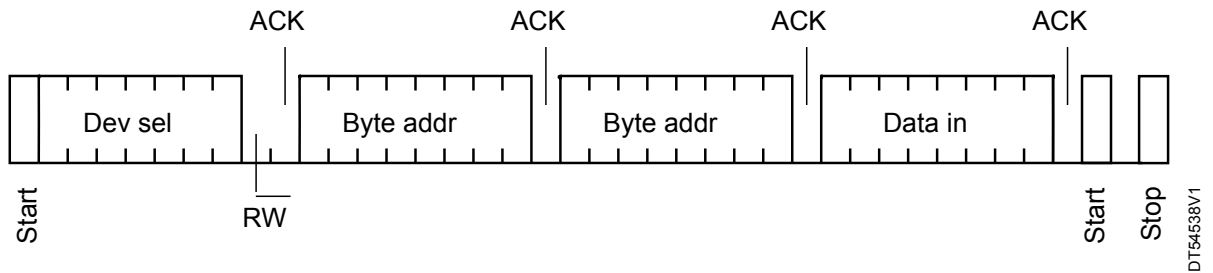 ACK ACK ACK ACK
Dev sel Byte addr Byte addr Data in
RW
Start Start Stop
DT54538V1